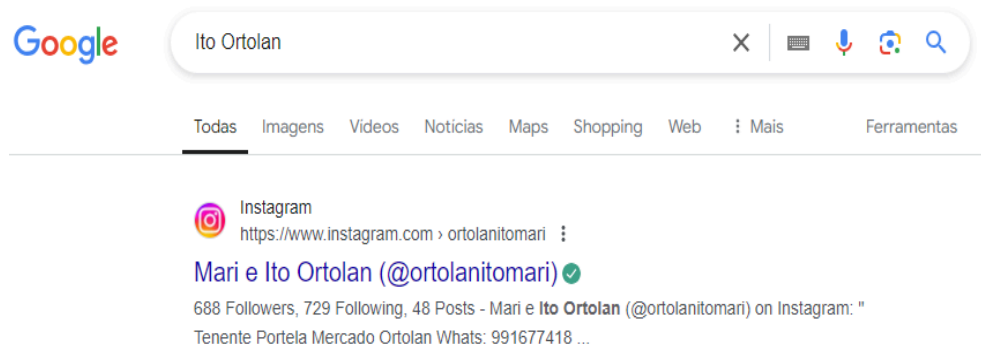 Google
Ito Ortolan
Todas Imagens Videos Notícias Maps Shopping Web Mais Ferramentas
Instagram
https://www.instagram.com › ortolanitomari
Mari e Ito Ortolan (@ortolanitomari)
688 Followers, 729 Following, 48 Posts - Mari e Ito Ortolan (@ortolanitomari) on Instagram: "
Tenente Portela Mercado Ortolan Whats: 991677418 ...